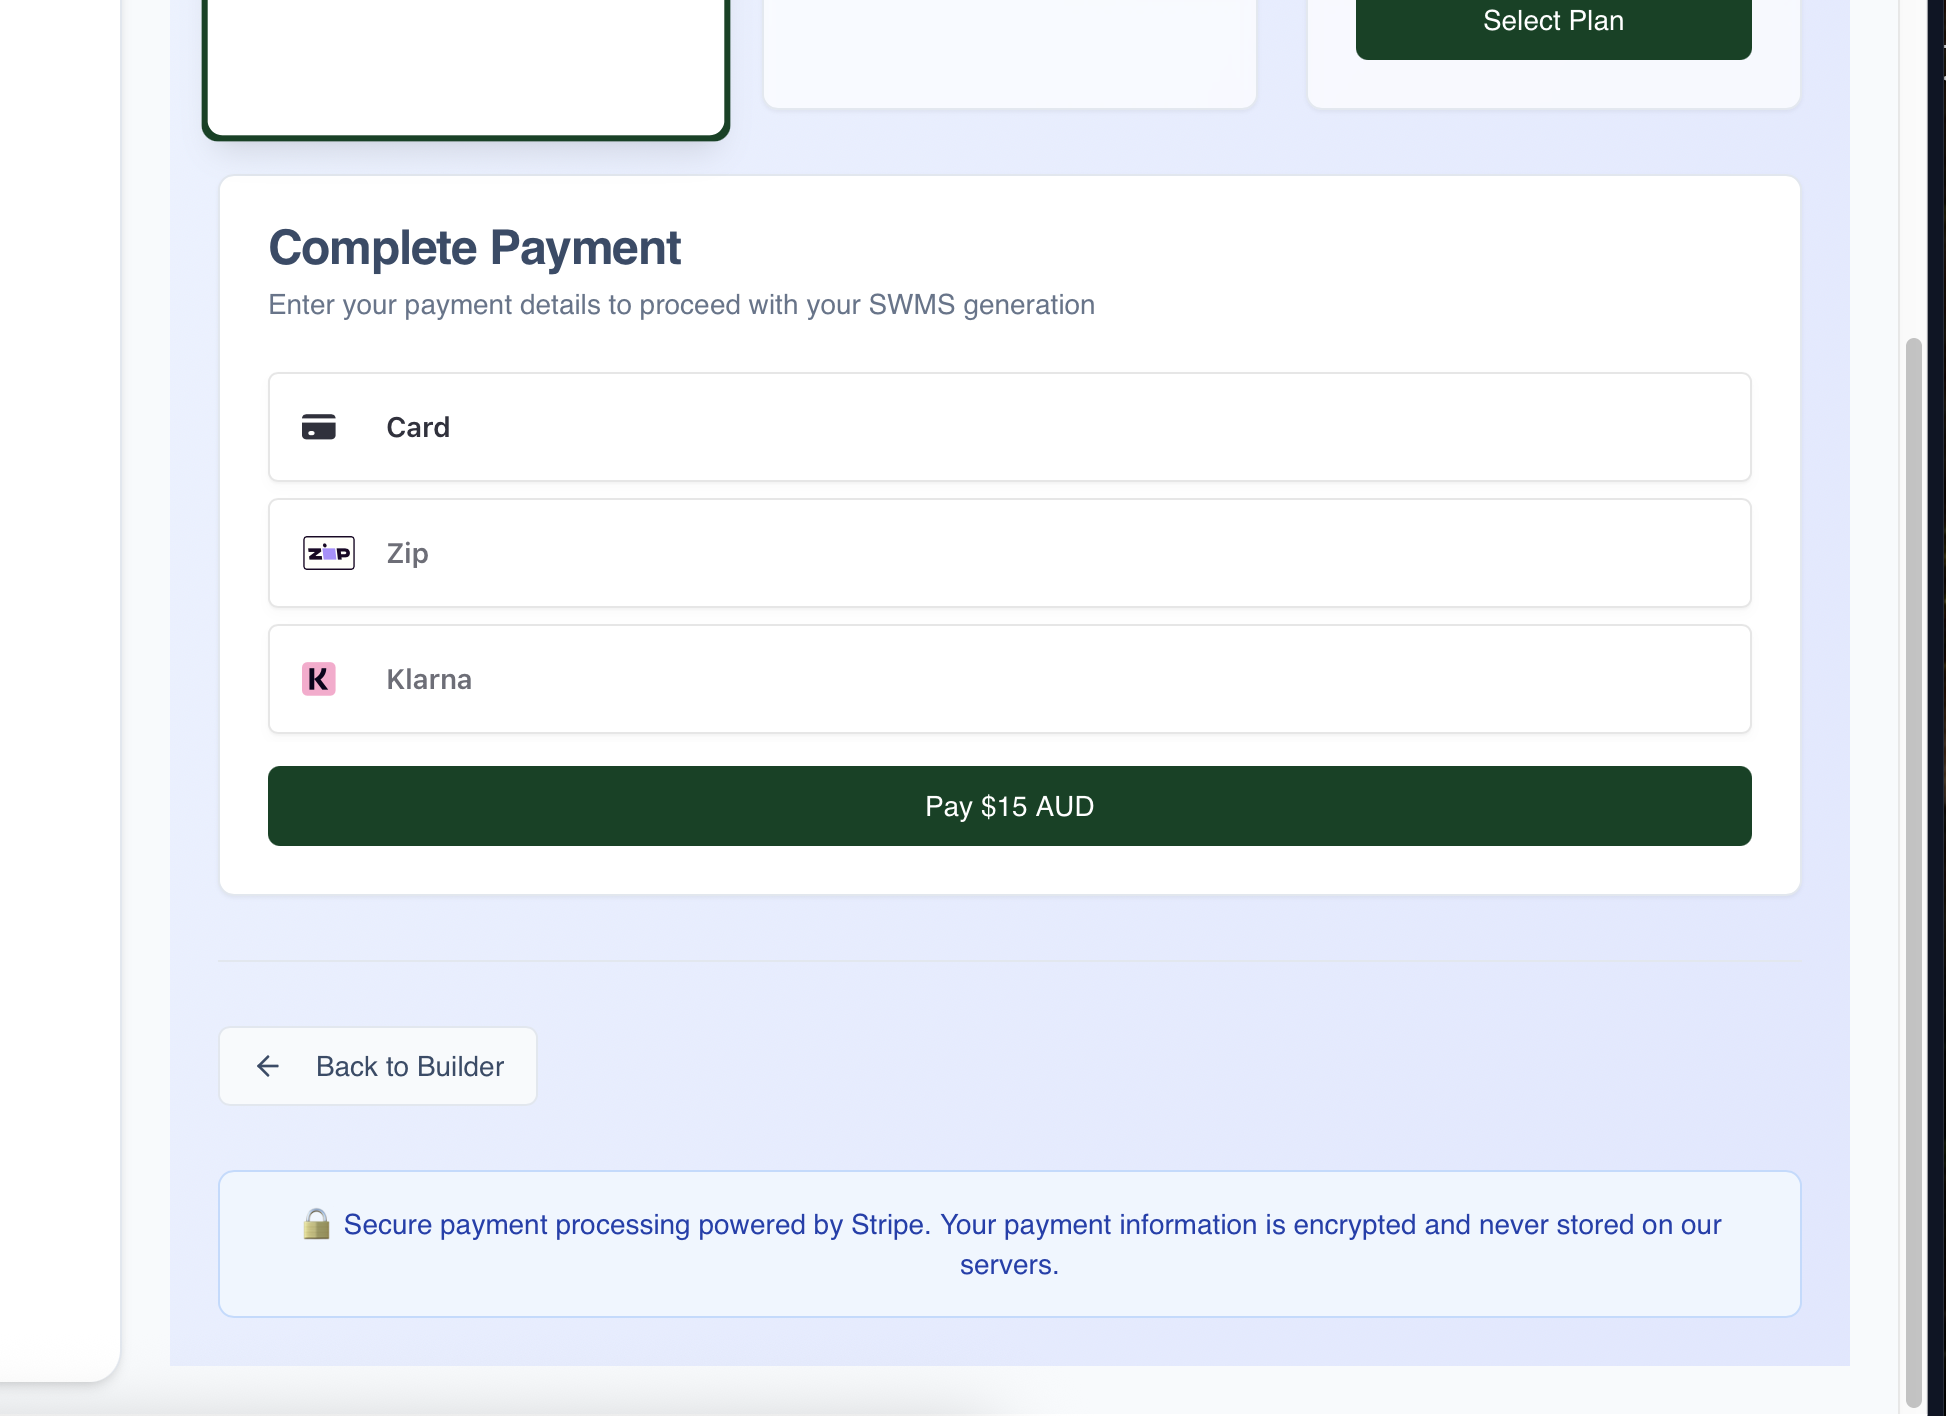 Select Plan
Complete Payment
Enter your payment details to proceed with your SWMS generation
Card
zip Zip
K Klarna
Pay $15 AUD
Back to Builder
Secure payment processing powered by Stripe. Your payment information is encrypted and never stored on our
servers.